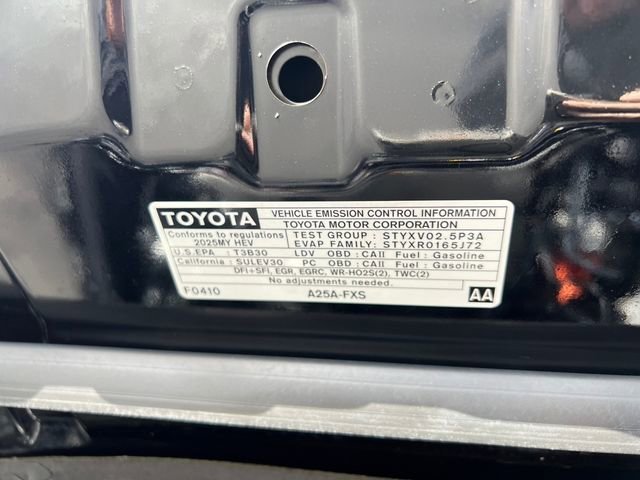 TOYOTA VEHICLE EMISSION CONTROL INFORMATION
TOYOTA MOTOR CORPORATION
Conforms to regulations TEST GROUP : STYXV02.5P3A
2025MY HEV EVAP FAMILY: STYXR0165J72
U.S.EPA : T3B30 LDV OBD : CAII Fuel : Gasoline
California : SULEV30 PC OBD : CAII Fuel : Gasoline
DFI+SFI, EGR, EGRC, WR-HO2S(2), TWC(2)
No adjustments needed.
F0410 A25A-FXS AA